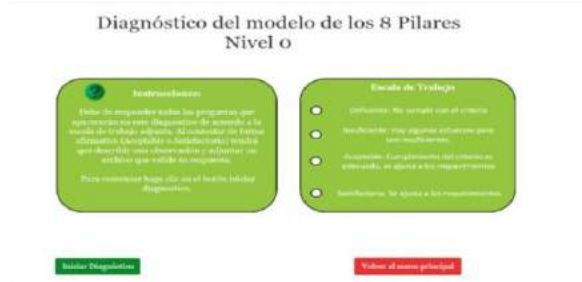 Diagnóstico del modelo de los 8 Pilares
Nivel 0
Instrucciones:
Debe de responder todas las preguntas que
aparecerán en este diagnóstico de acuerdo a la
escala de trabajo adjunta. Al contestar de forma
afirmativa (Aceptable o Satisfactorio) tendrá
que describir una observación y adjuntar un
archivo que valide su respuesta.
Para comenzar haga clic en el botón iniciar
diagnóstico.
Escala de Trabajo
Deficiente: No cumple con el criterio
Insuficiente: Hay algunos esfuerzos pero
son insuficientes.
Aceptable: Cumplimiento del criterio es
adecuado, se ajusta a los requerimientos
Satisfactorio: Se ajusta a los requerimientos
Iniciar Diagnóstico
Volver al menú principal